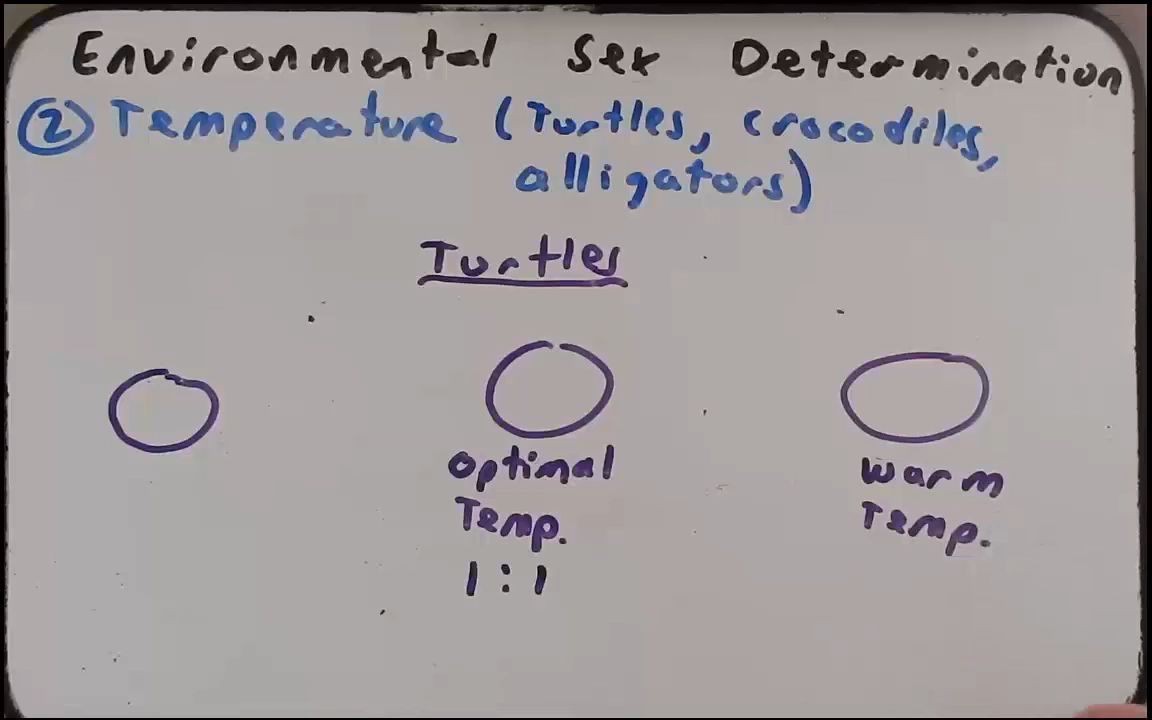 Environmental Sex Determination
② Temperature (Turtles, crocodiles,
alligators)
Turtles
optimal
Temp.
1 : 1
warm
Temp.